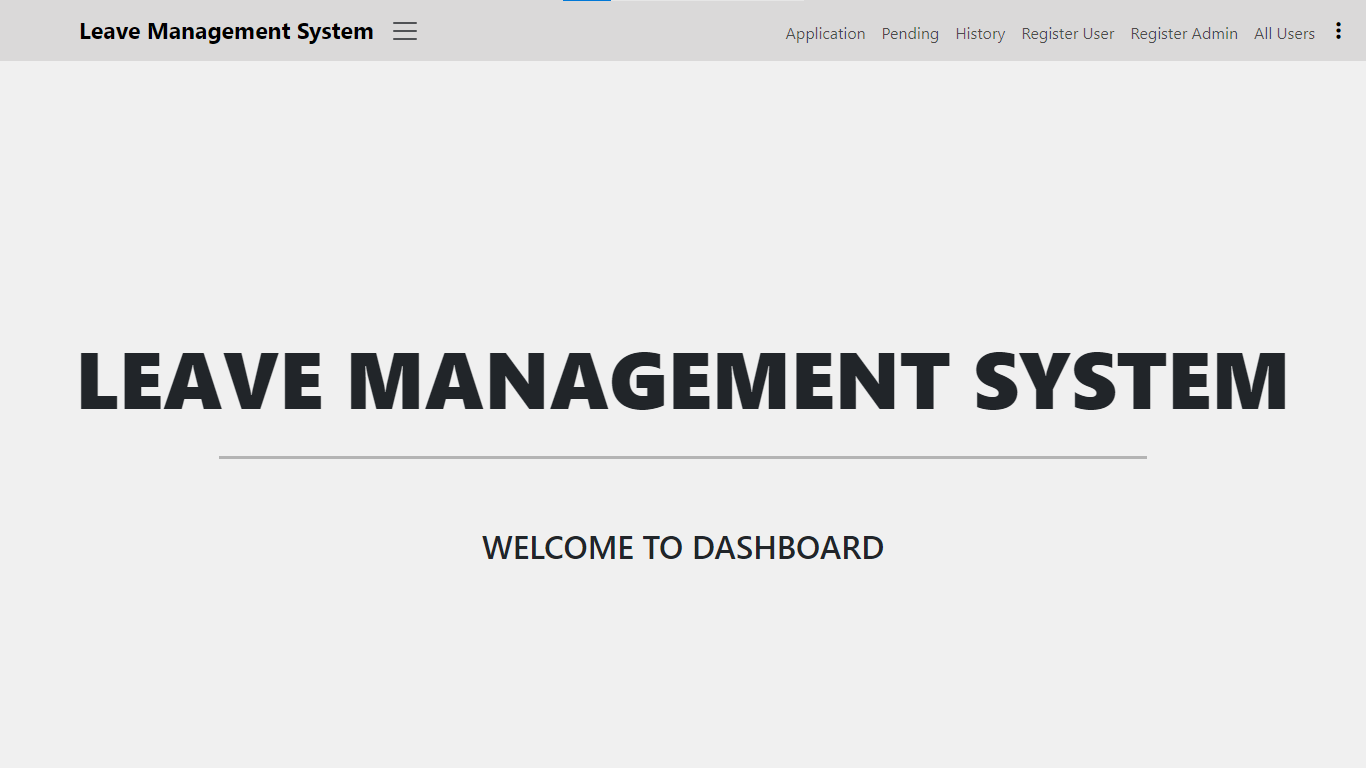 Leave Management System
Application Pending History Register User Register Admin All Users
LEAVE MANAGEMENT SYSTEM
WELCOME TO DASHBOARD